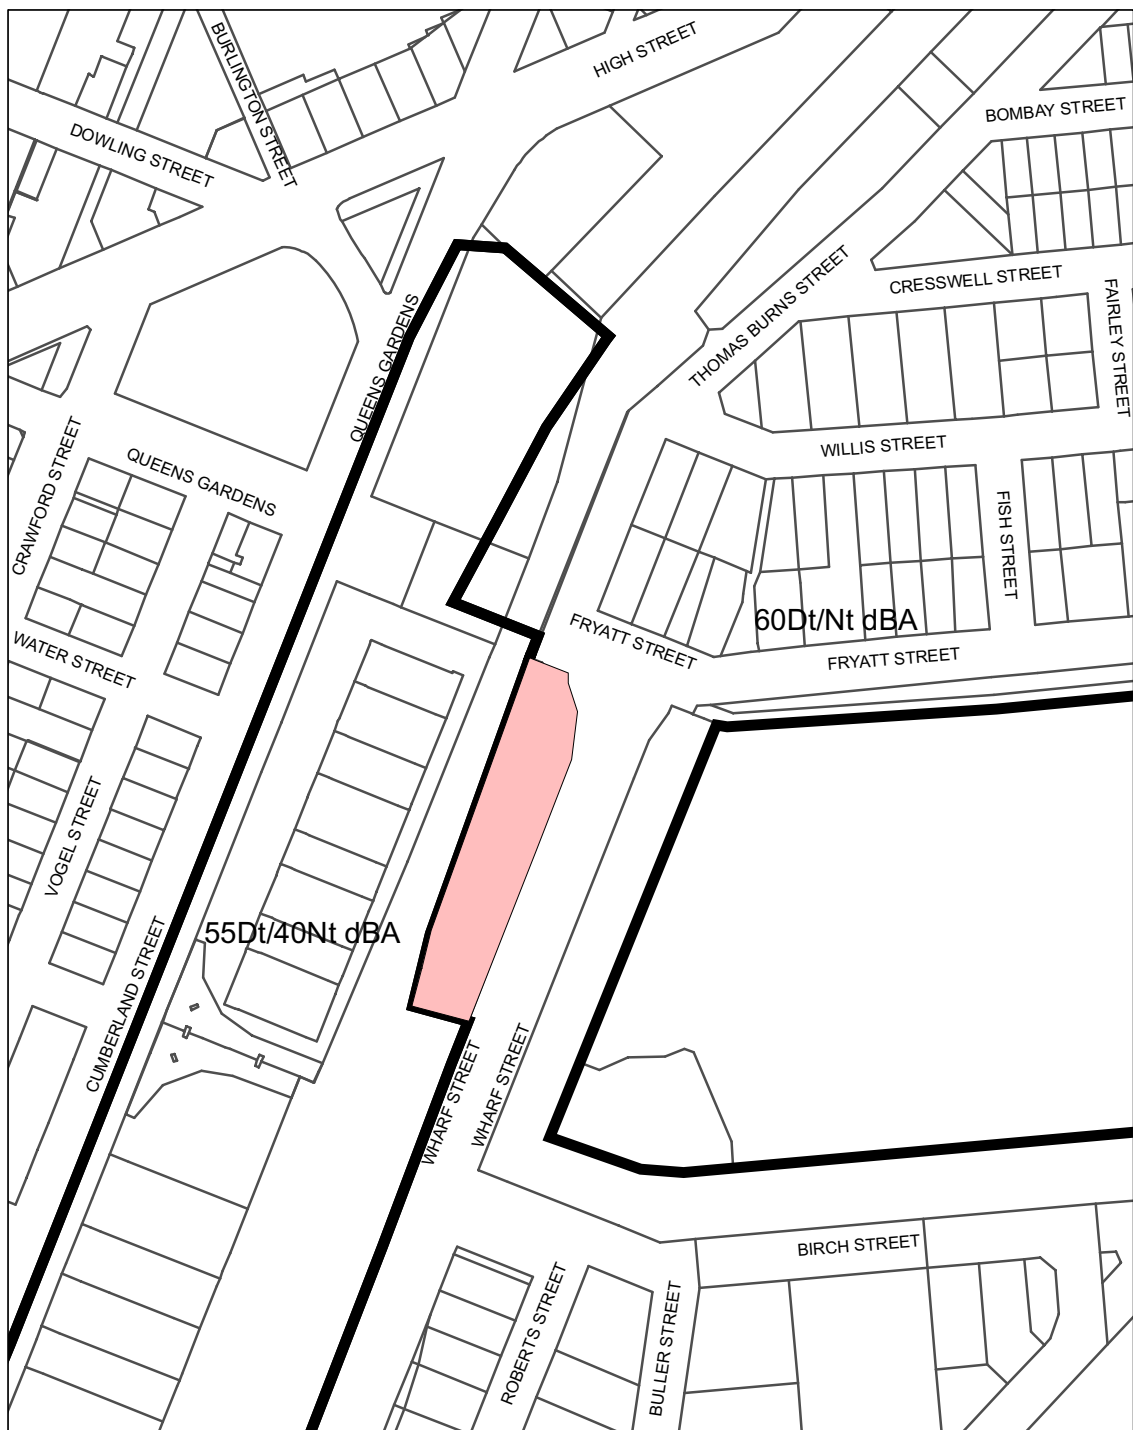 BURLINGTON STREET
HIGH STREET
DOWLING STREET
BOMBAY STREET
CRESSWELL STREET
THOMAS BURNS STREET
FAIRLEY STREET
QUEENS GARDENS
WILLIS STREET
QUEENS GARDENS
CRAWFORD STREET
FISH STREET
60Dt/Nt dBA
FRYATT STREET
FRYATT STREET
WATER STREET
VOGEL STREET
55Dt/40Nt dBA
CUMBERLAND STREET
WHARF STREET
WHARF STREET
BIRCH STREET
ROBERTS STREET
BULLER STREET